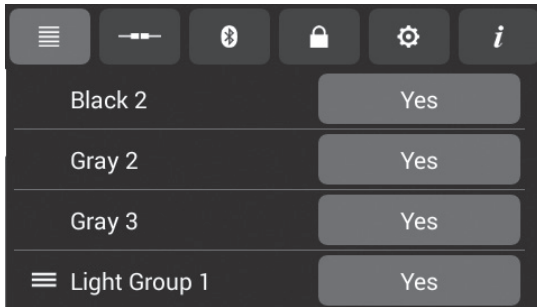 i
Black 2 Yes
Gray 2 Yes
Gray 3 Yes
Light Group 1 Yes